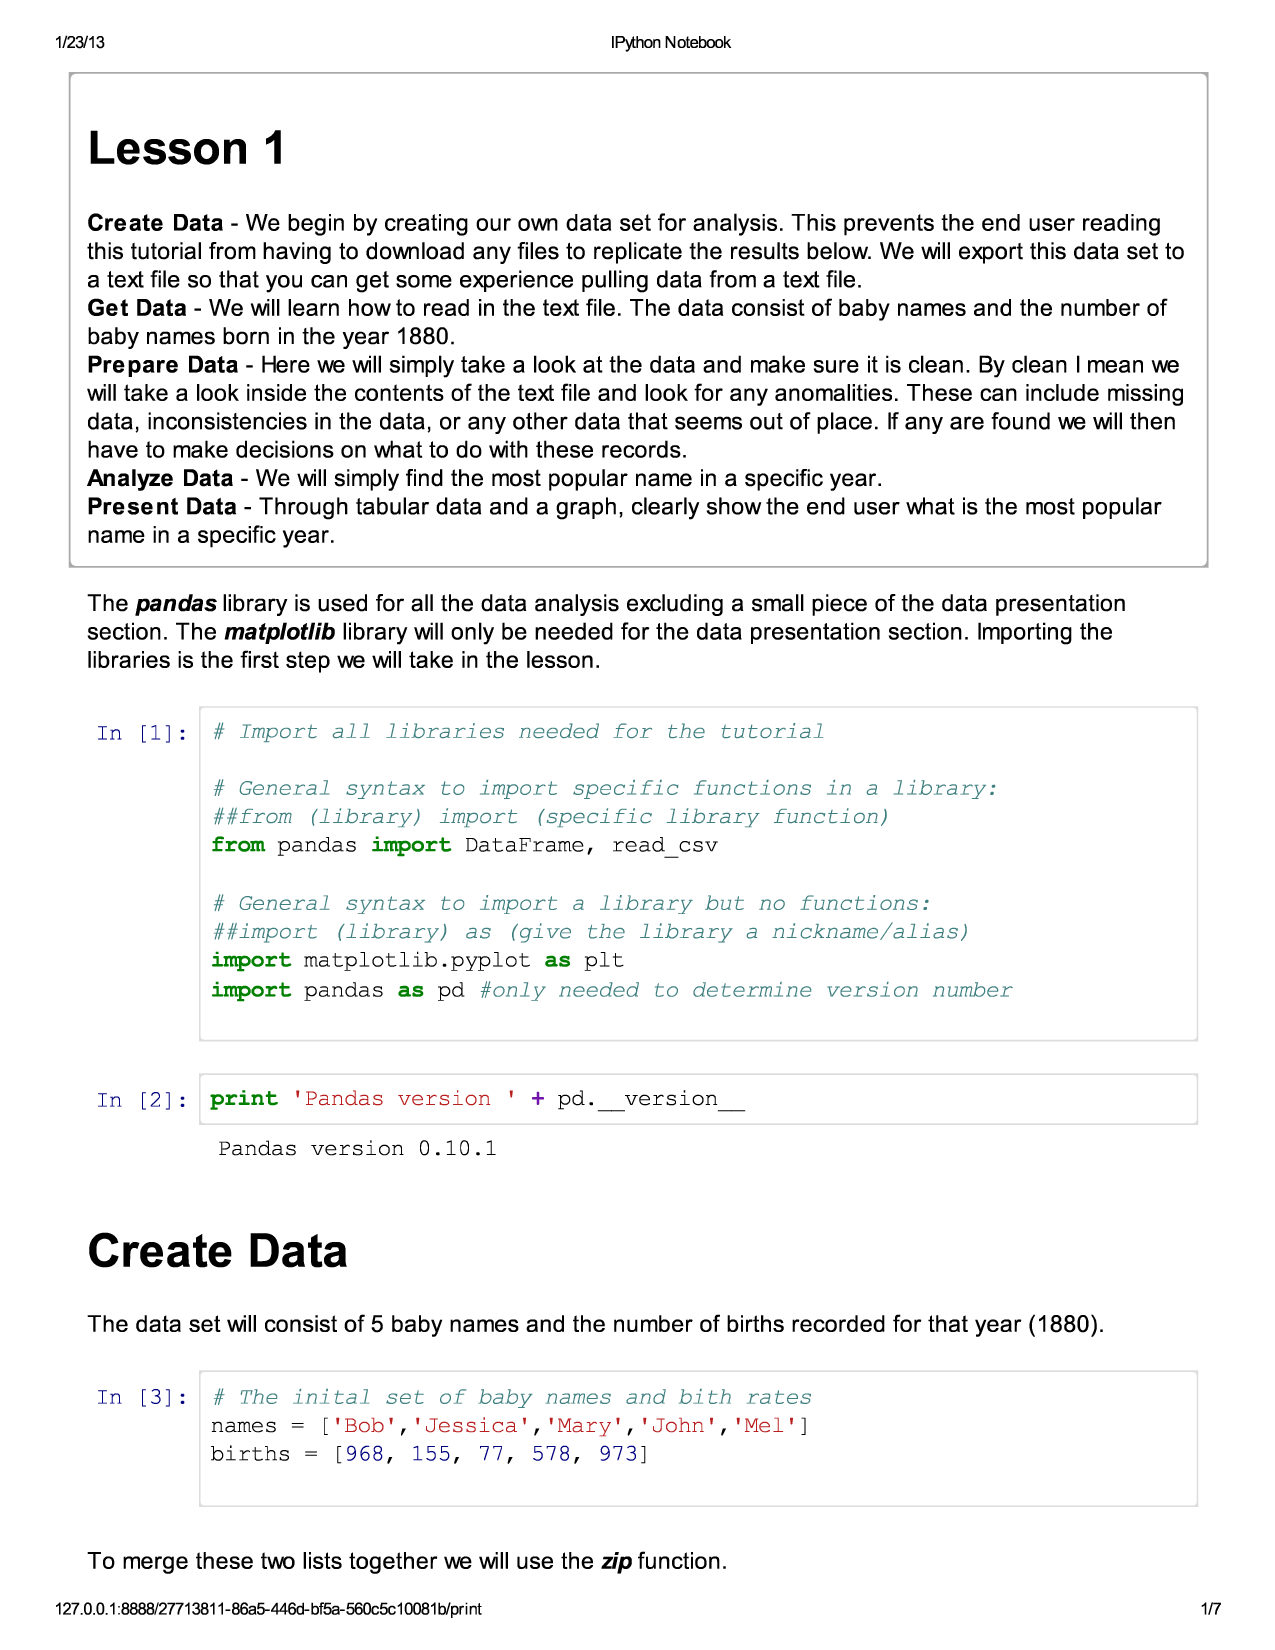 1/23/13 IPython Notebook
Lesson 1
Create Data - We begin by creating our own data set for analysis. This prevents the end user reading
this tutorial from having to download any files to replicate the results below. We will export this data set to
a text file so that you can get some experience pulling data from a text file.
Get Data - We will learn how to read in the text file. The data consist of baby names and the number of
baby names born in the year 1880.
Prepare Data - Here we will simply take a look at the data and make sure it is clean. By clean I mean we
will take a look inside the contents of the text file and look for any anomalities. These can include missing
data, inconsistencies in the data, or any other data that seems out of place. If any are found we will then
have to make decisions on what to do with these records.
Analyze Data - We will simply find the most popular name in a specific year.
Present Data - Through tabular data and a graph, clearly show the end user what is the most popular
name in a specific year.
The pandas library is used for all the data analysis excluding a small piece of the data presentation
section. The matplotlib library will only be needed for the data presentation section. Importing the
libraries is the first step we will take in the lesson.
In [1]: # Import all libraries needed for the tutorial
# General syntax to import specific functions in a library:
##from (library) import (specific library function)
from pandas import DataFrame, read_csv
# General syntax to import a library but no functions:
##import (library) as (give the library a nickname/alias)
import matplotlib.pyplot as plt
import pandas as pd #only needed to determine version number
In [2]: print 'Pandas version ' + pd.__version__
Pandas version 0.10.1
Create Data
The data set will consist of 5 baby names and the number of births recorded for that year (1880).
In [3]: # The inital set of baby names and bith rates
names = ['Bob','Jessica','Mary','John','Mel']
births = [968, 155, 77, 578, 973]
To merge these two lists together we will use the zip function.
127.0.0.1:8888/27713811-86a5-446d-bf5a-560c5c10081b/print 1/7